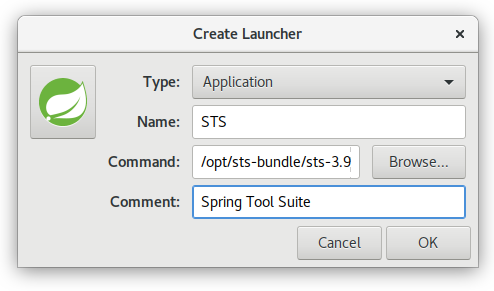 Create Launcher
Type: Application
Name: STS
Command: /opt/sts-bundle/sts-3.9 Browse...
Comment: Spring Tool Suite
Cancel OK